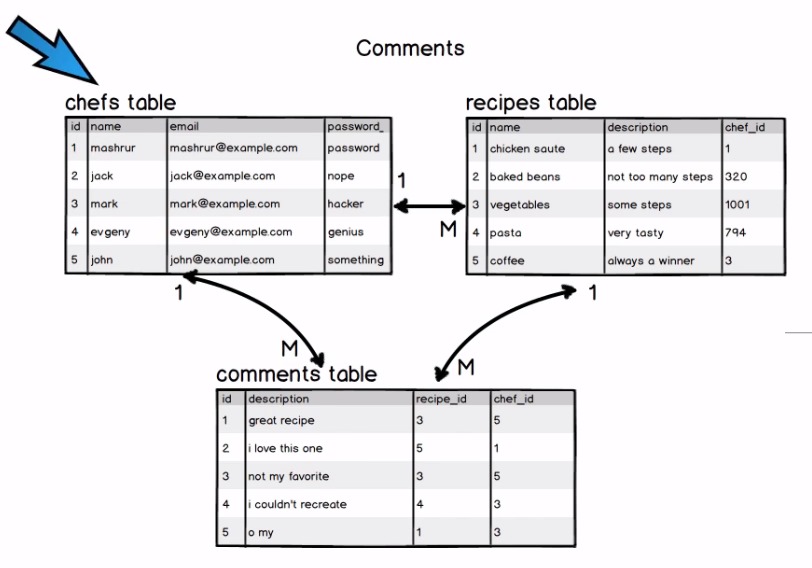 Comments
chefs table
id name email password_
1 mashrur mashrur@example.com password
2 jack jack@example.com nope
3 mark mark@example.com hacker
4 evgeny evgeny@example.com genius
5 john john@example.com something
recipes table
id name description chef_id
1 chicken saute a few steps 1
2 baked beans not too many steps 320
3 vegetables some steps 1001
4 pasta very tasty 794
5 coffee always a winner 3
1
M
1
M
1
M
comments table
id description recipe_id chef_id
1 great recipe 3 5
2 i love this one 5 1
3 not my favorite 3 5
4 i couldn't recreate 4 3
5 o my 1 3